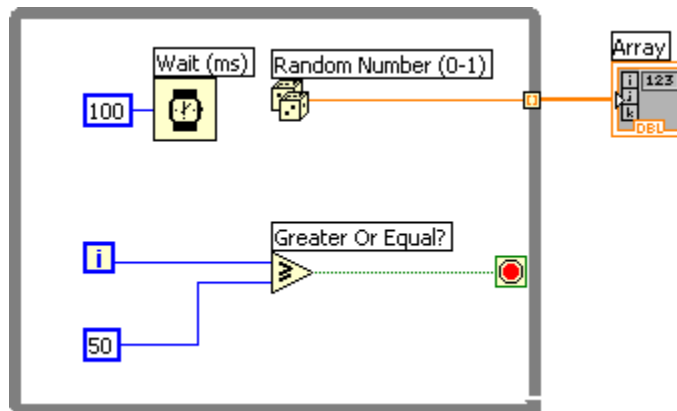 Array
Wait (ms)
Random Number (0-1)
i 123
100
j
k
DBL
Greater Or Equal?
i
50